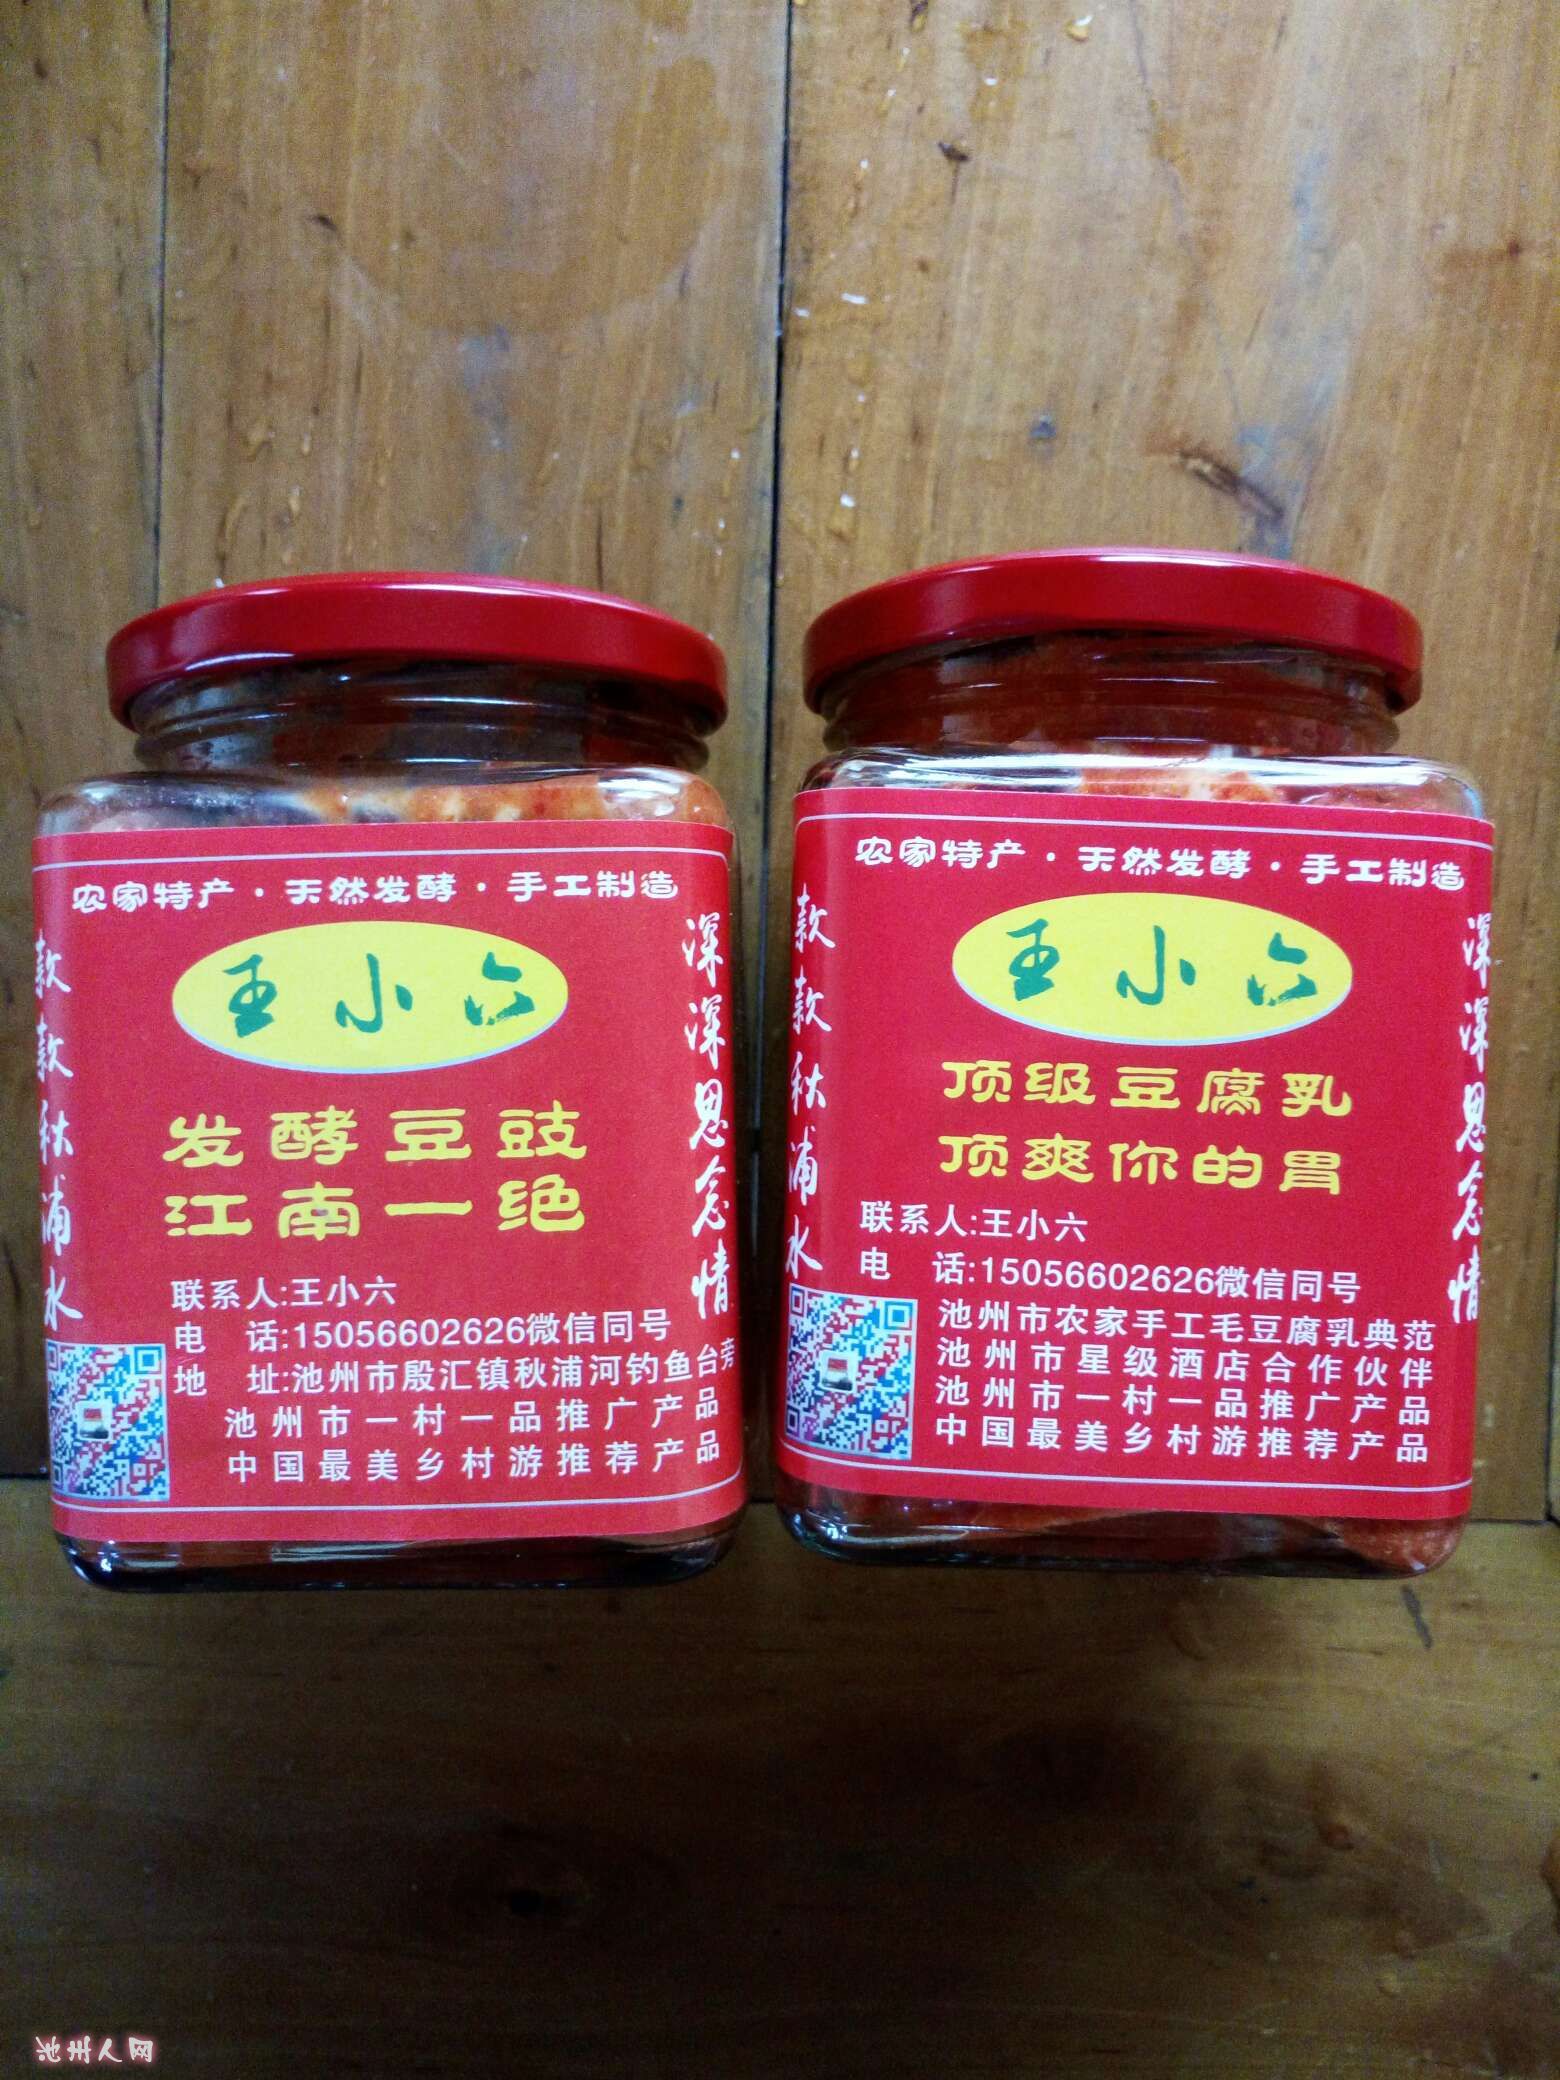 农家特产·天然发酵·手工制造
款款秋浦水
深深思念情
王小六
发酵豆豉
江南一绝
联系人:王小六
电 话:15056602626微信同号
地 址:池州市殷汇镇秋浦河钓鱼台旁
池州市一村一品推广产品
中国最美乡村游推荐产品
农家特产·天然发酵·手工制造
款款秋浦水
深深思念情
王小六
顶级豆腐乳
顶爽你的胃
联系人:王小六
电 话:15056602626微信同号
池州市农家手工毛豆腐乳典范
池州市星级酒店合作伙伴
池州市一村一品推广产品
中国最美乡村游推荐产品
池州人网